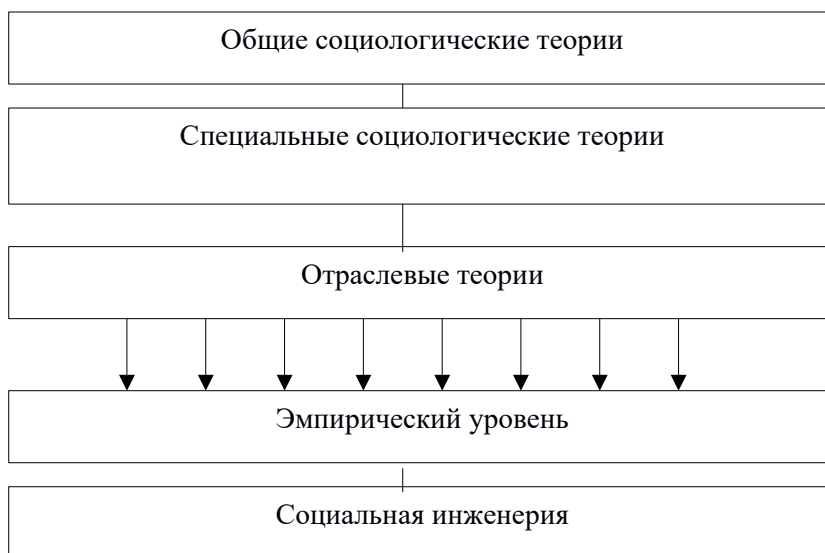 Общие социологические теории
Специальные социологические теории
Отраслевые теории
Эмпирический уровень
Социальная инженерия